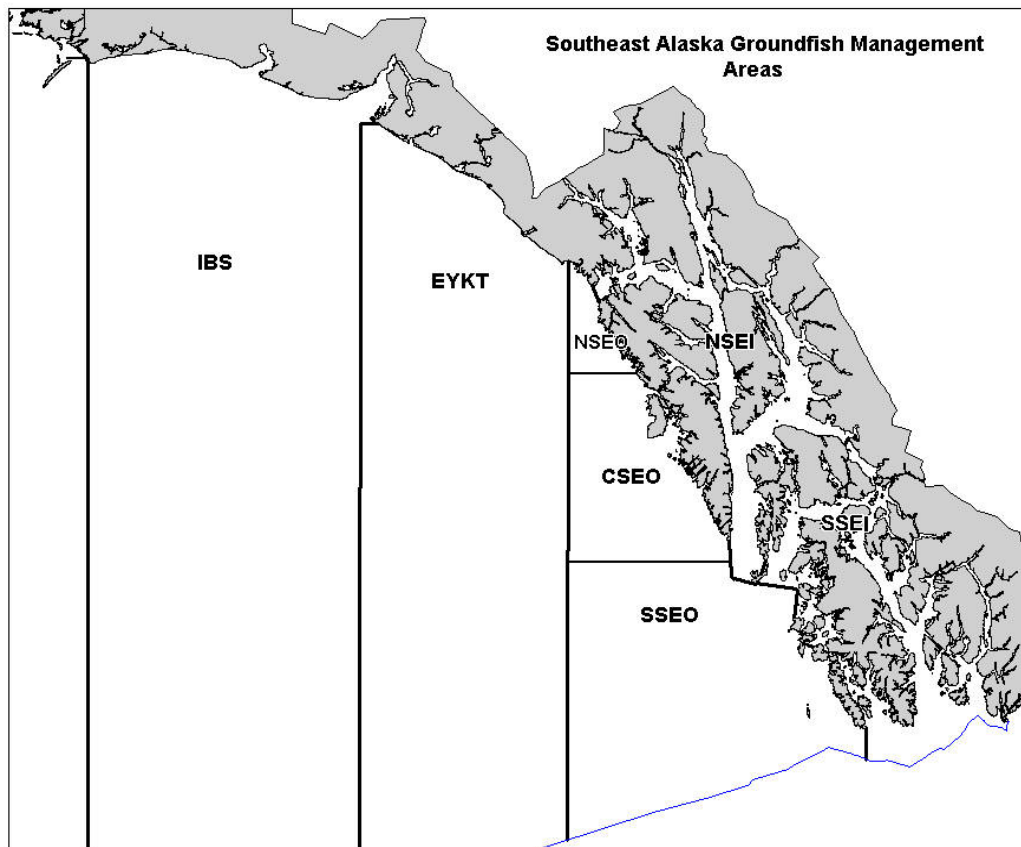 Southeast Alaska Groundfish Management
Areas
IBS
EYKT
NSEO
NSEI
CSEO
SSEI
SSEO